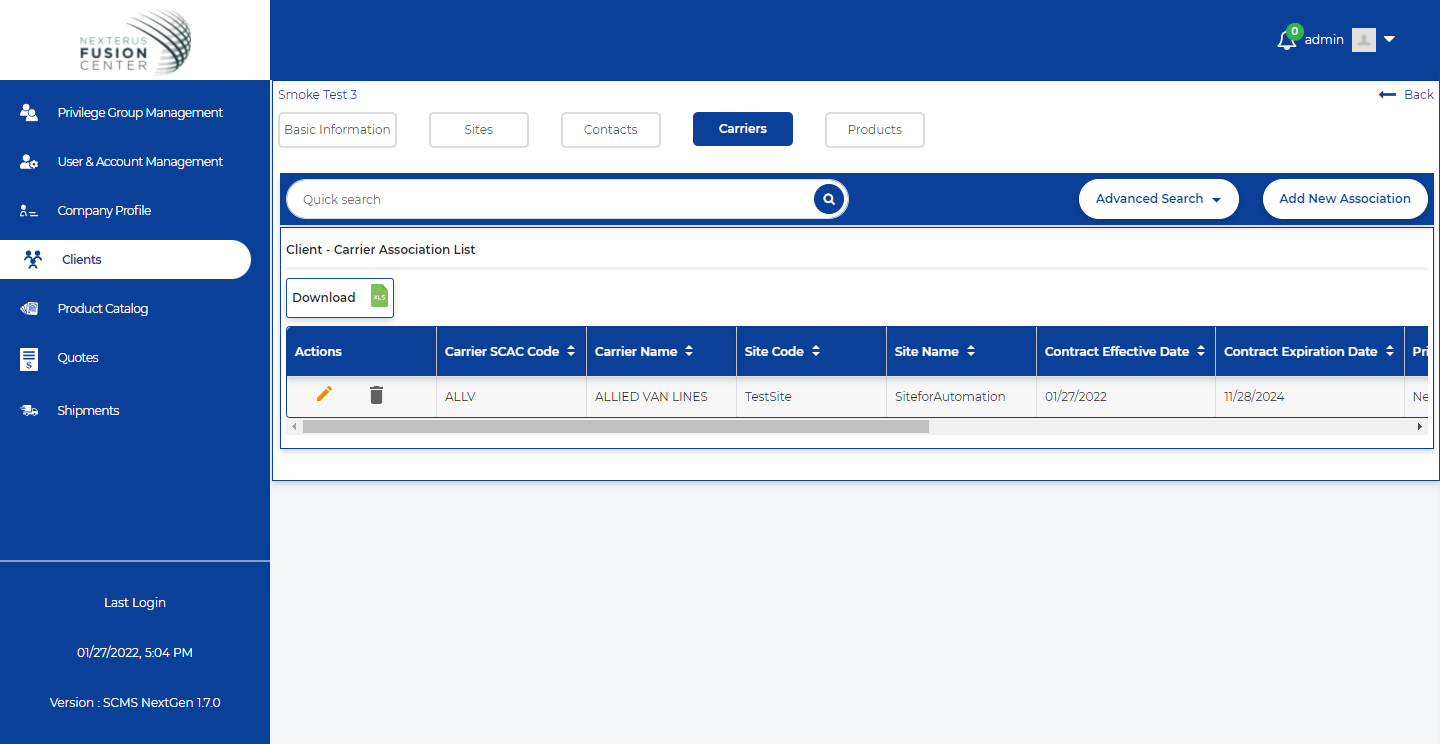 NEXTERUS
FUSION
CENTER
0
admin
Privilege Group Management
User & Account Management
Company Profile
Clients
Product Catalog
Quotes
$
Shipments
Last Login
01/27/2022, 5:04 PM
Version : SCMS NextGen 1.7.0
Smoke Test 3
Back
Basic Information
Sites
Contacts
Carriers
Products
Quick search
Advanced Search
Add New Association
Client - Carrier Association List
Download
XLS
Actions Carrier SCAC Code Carrier Name Site Code Site Name Contract Effective Date Contract Expiration Date Pri
ALLV ALLIED VAN LINES TestSite SiteforAutomation 01/27/2022 11/28/2024 Ne